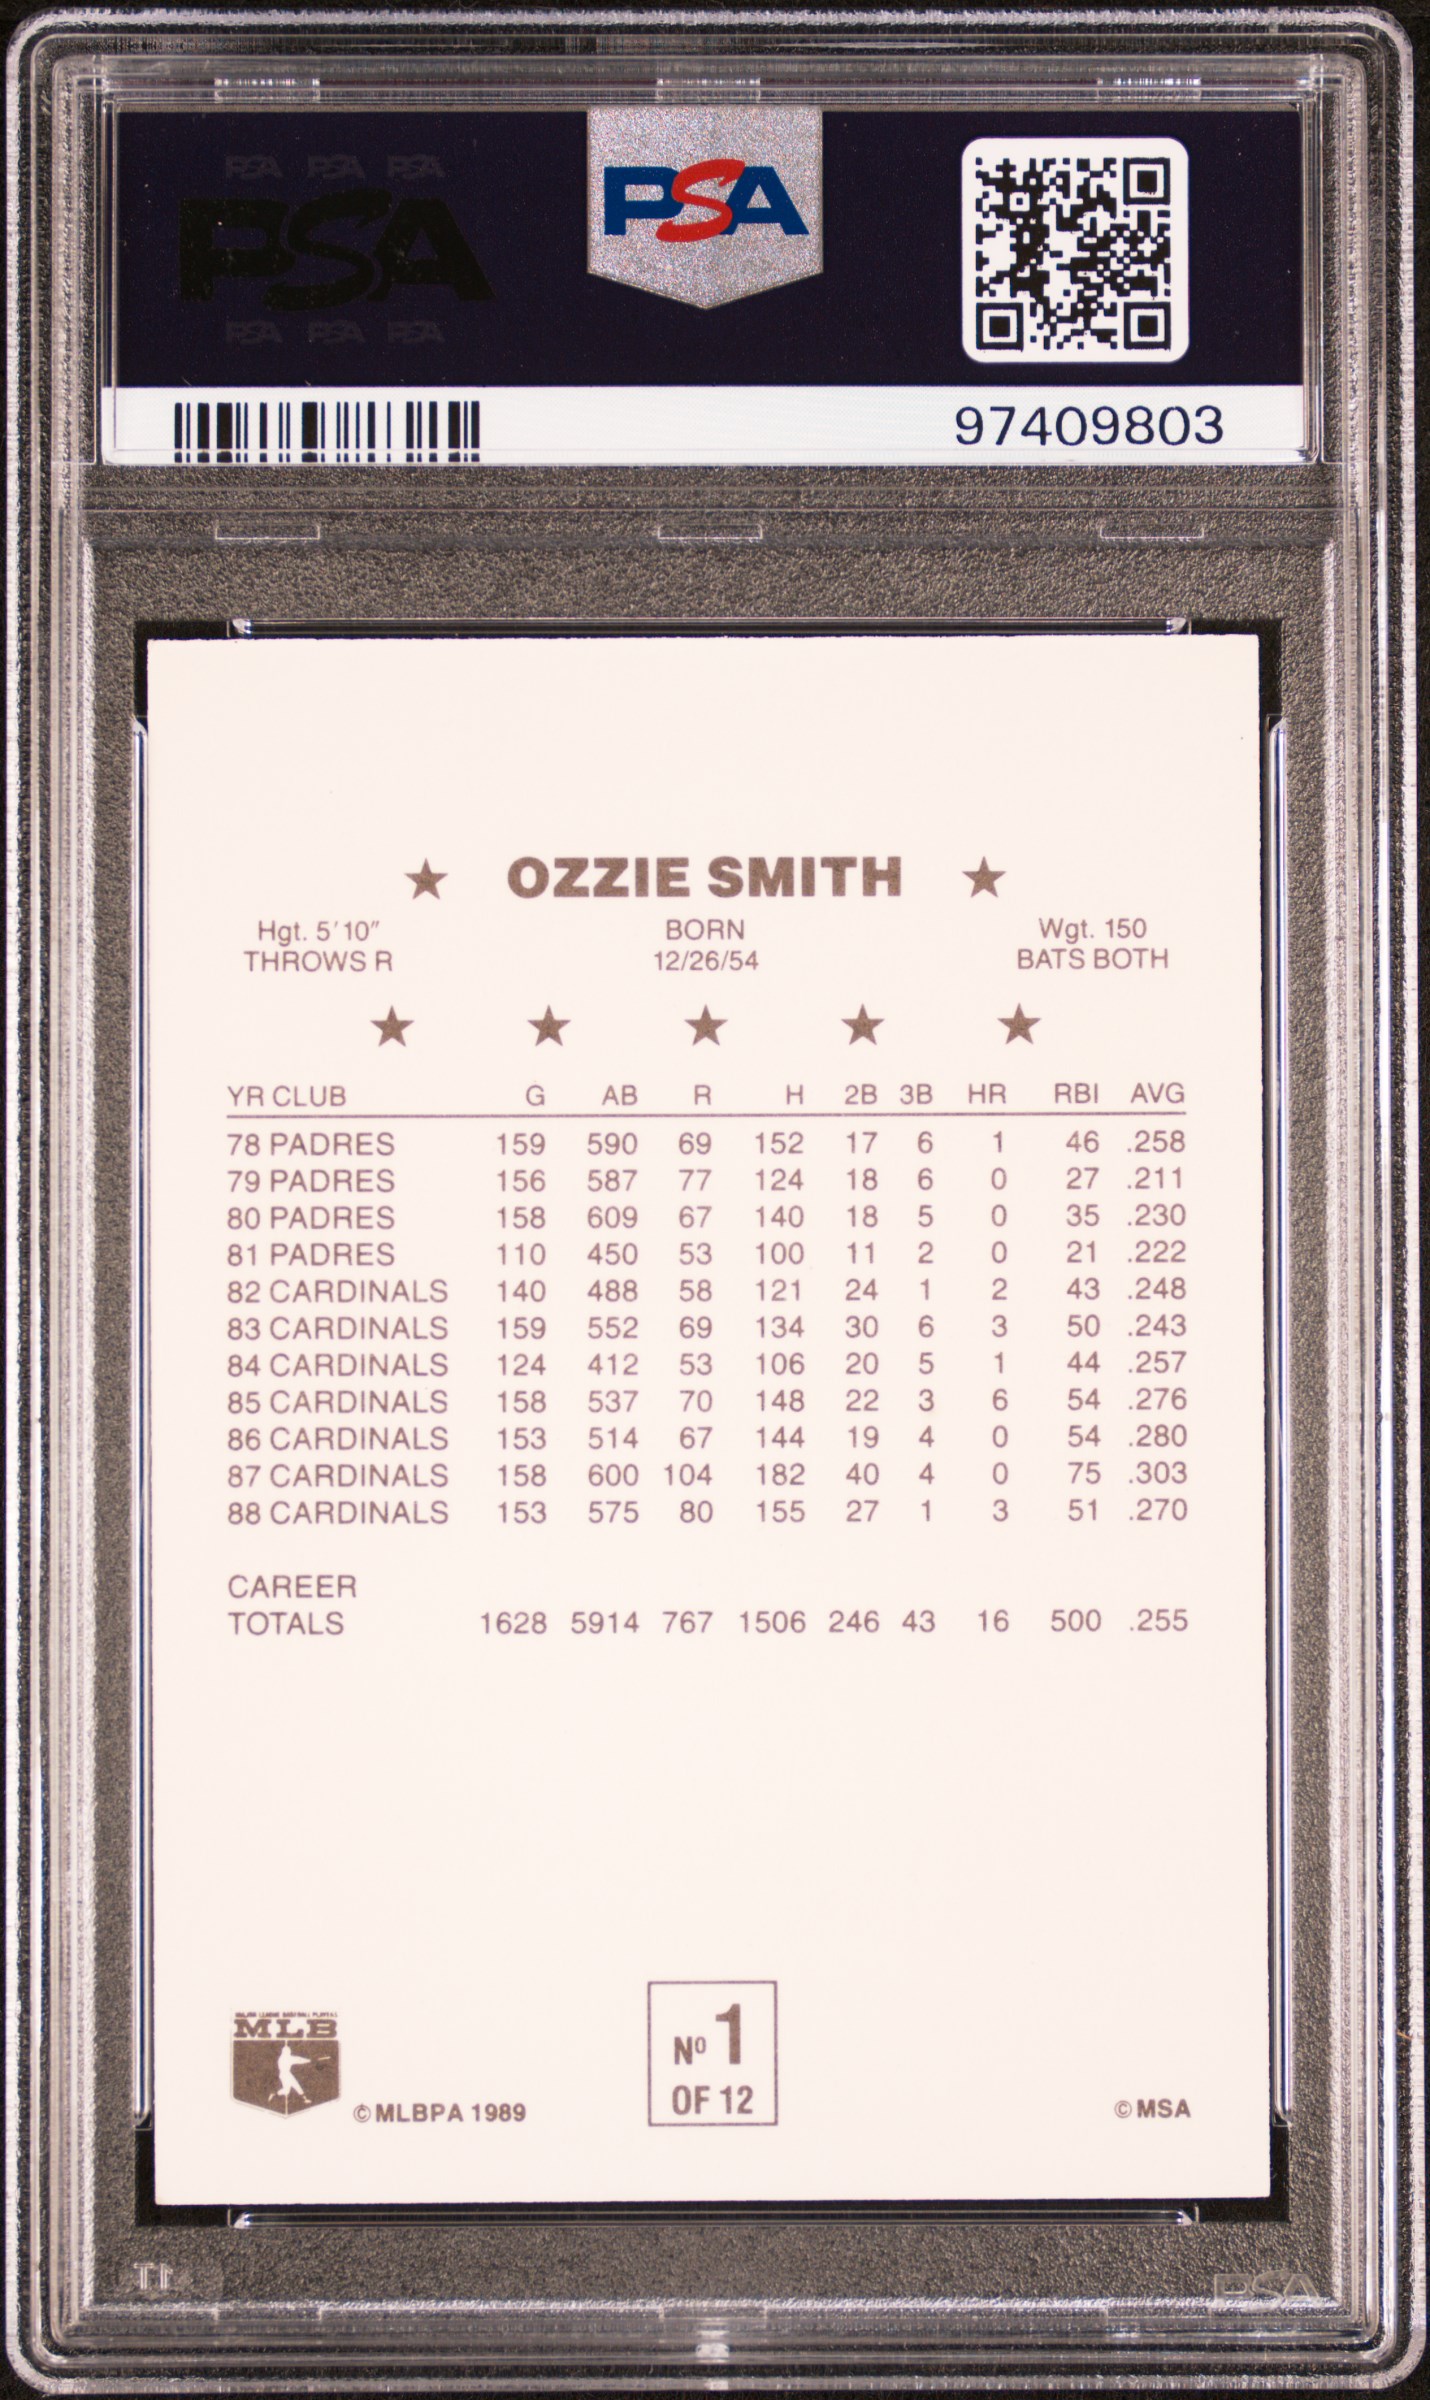 PSA PSA PSA
PSA
PSA PSA PSA
PSA
97409803
OZZIE SMITH
Hgt. 5'10" BORN Wgt. 150
THROWS R 12/26/54 BATS BOTH
YR CLUB G AB R H 2B 3B HR RBI AVG
78 PADRES 159 590 69 152 17 6 1 46 .258
79 PADRES 156 587 77 124 18 6 0 27 .211
80 PADRES 158 609 67 140 18 5 0 35 .230
81 PADRES 110 450 53 100 11 2 0 21 .222
82 CARDINALS 140 488 58 121 24 1 2 43 .248
83 CARDINALS 159 552 69 134 30 6 3 50 .243
84 CARDINALS 124 412 53 106 20 5 1 44 .257
85 CARDINALS 158 537 70 148 22 3 6 54 .276
86 CARDINALS 153 514 67 144 19 4 0 54 .280
87 CARDINALS 158 600 104 182 40 4 0 75 .303
88 CARDINALS 153 575 80 155 27 1 3 51 .270
CAREER
TOTALS 1628 5914 767 1506 246 43 16 500 .255
MAJOR LEAGUE BASEBALL PLAYERS
MLB
©MLBPA 1989
Nº 1
OF 12
©MSA
PSA